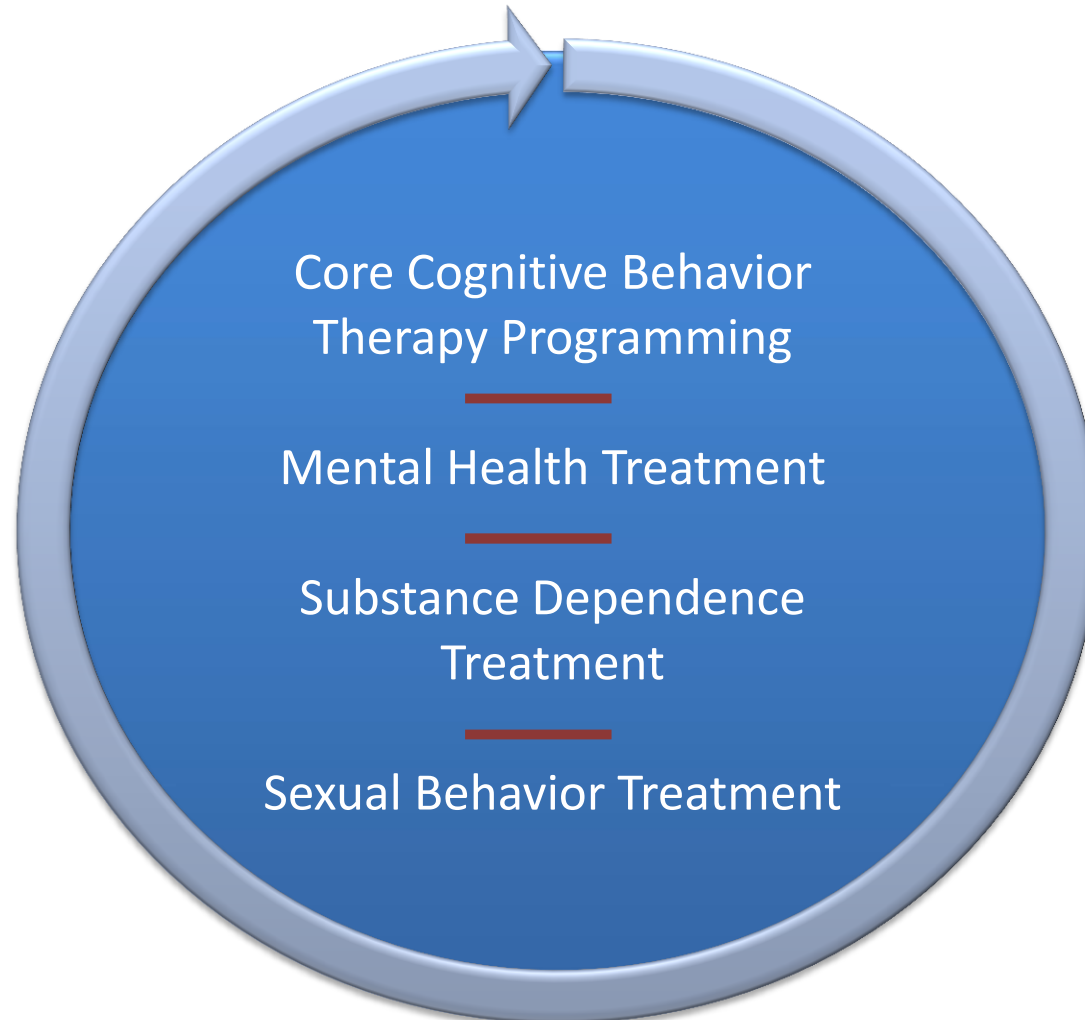 Core Cognitive Behavior
Therapy Programming
Mental Health Treatment
Substance Dependence
Treatment
Sexual Behavior Treatment